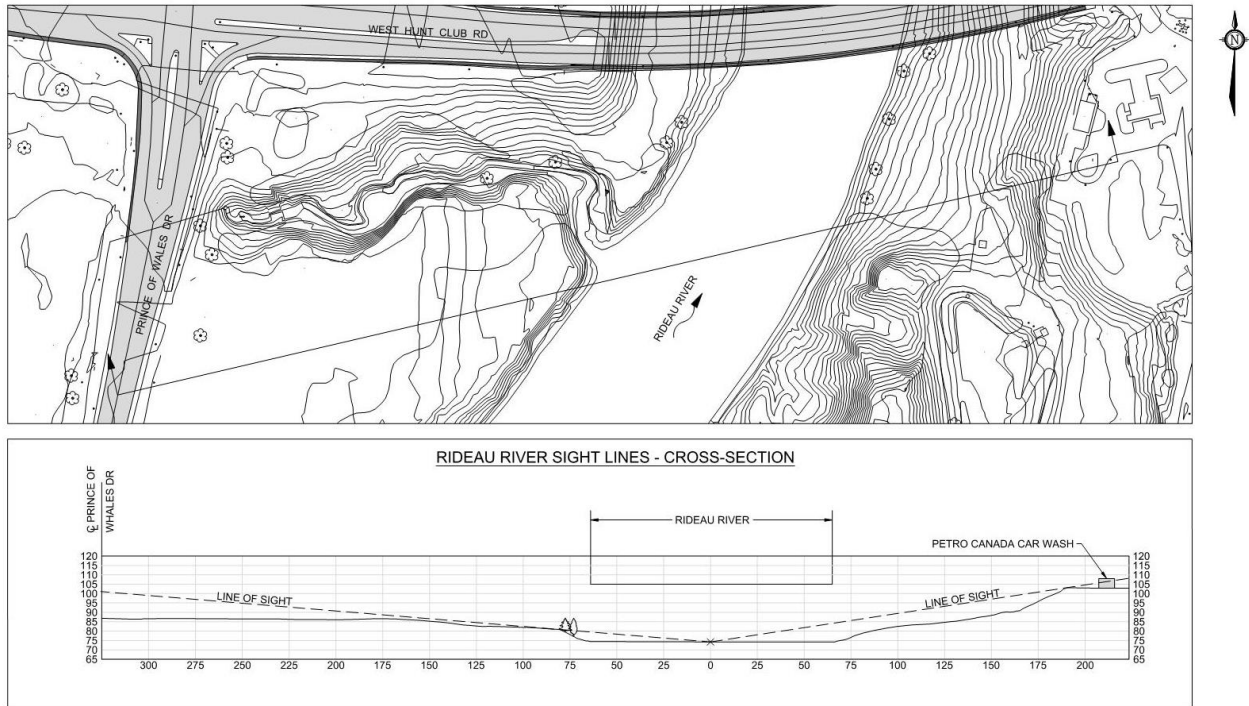 WEST HUNT CLUB RD
N
PRINCE OF WALES DR
RIDEAU RIVER
RIDEAU RIVER SIGHT LINES - CROSS-SECTION
℄ PRINCE OF
WHALES DR
RIDEAU RIVER
PETRO CANADA CAR WASH
120 120
115 115
110 110
105 105
100 100
95 95
90 90
85 85
80 80
75 75
70 70
65 65
LINE OF SIGHT
LINE OF SIGHT
300 275 250 225 200 175 150 125 100 75 50 25 0 25 50 75 100 125 150 175 200